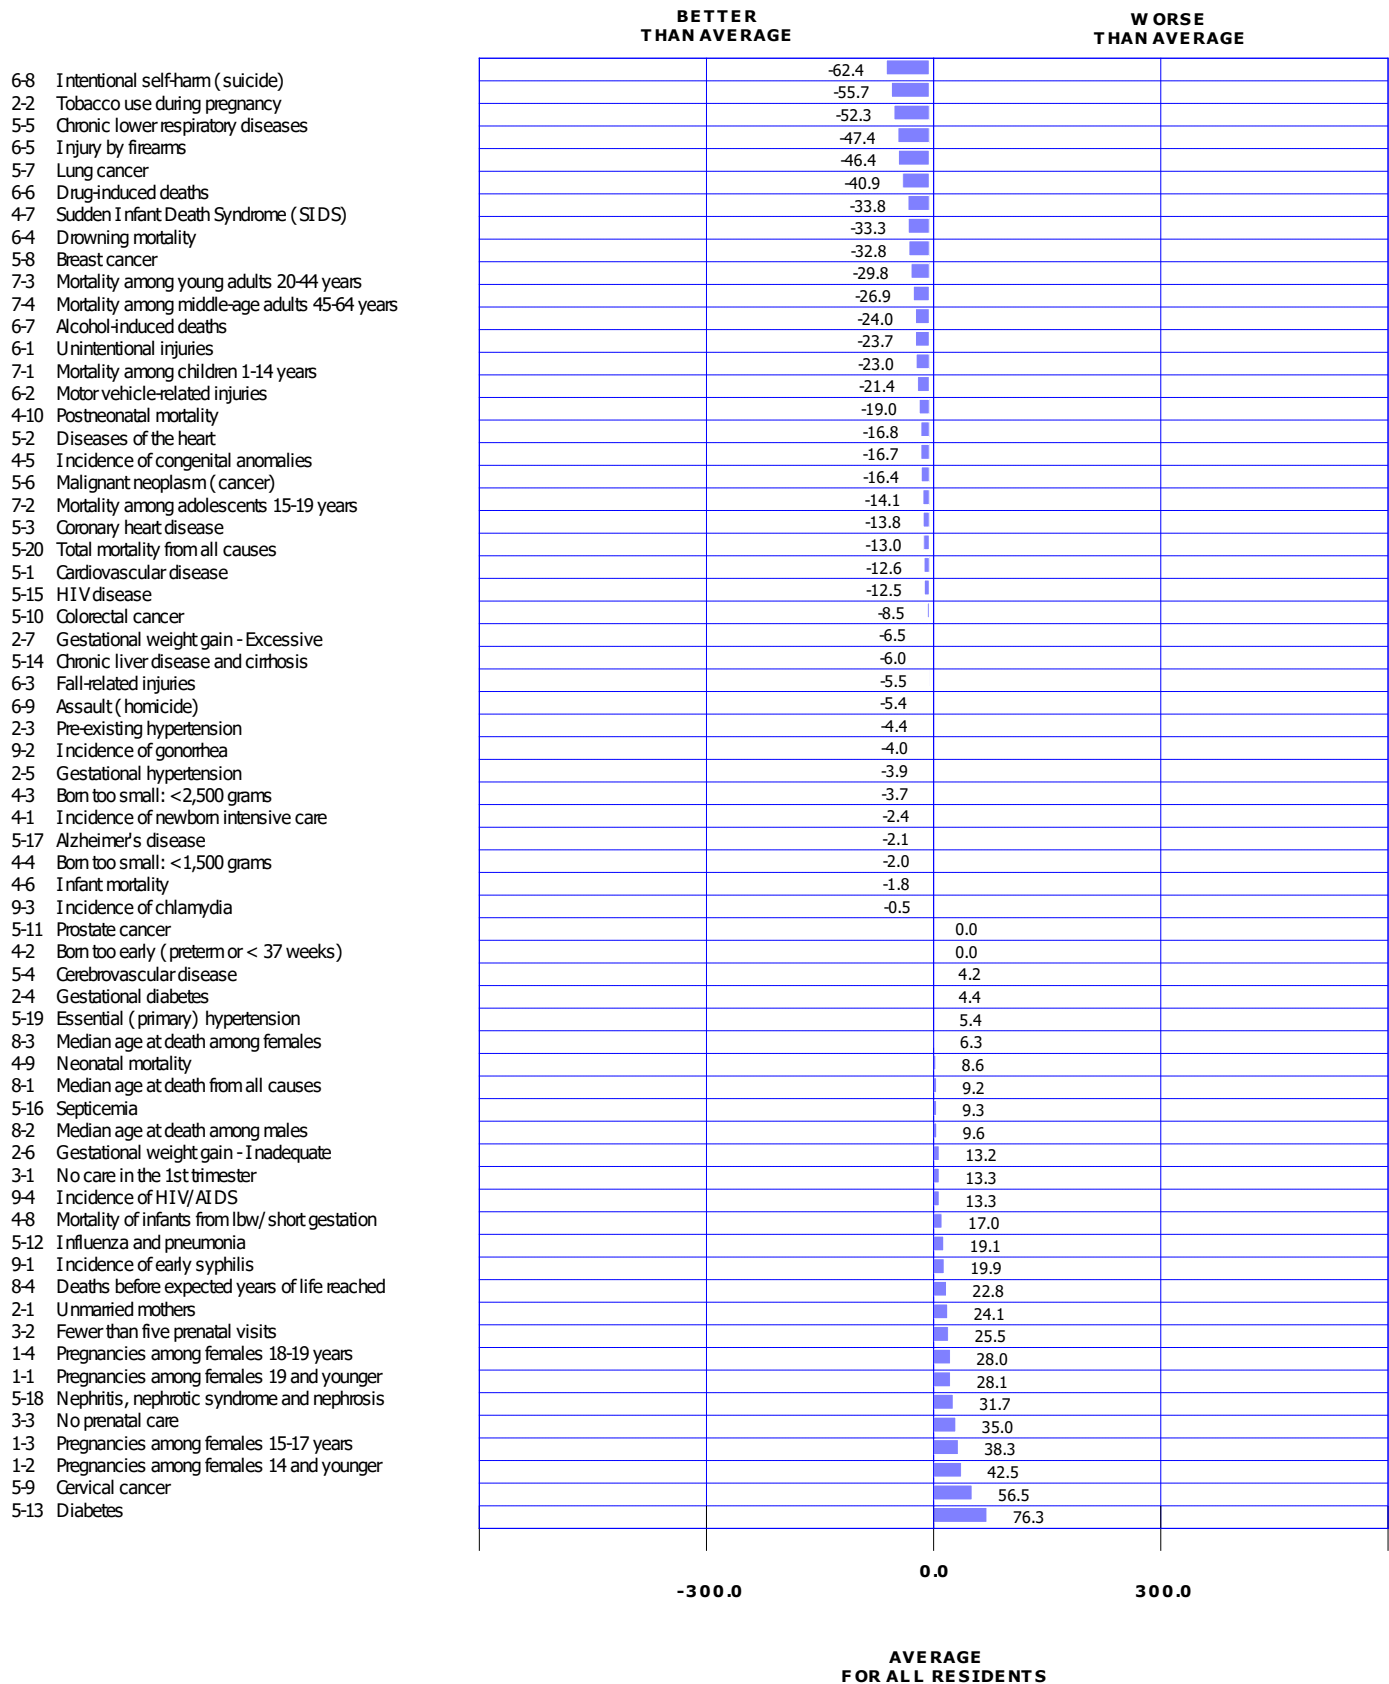 BETTER
THAN AVERAGE
WORSE
THAN AVERAGE
6-8 Intentional self-harm (suicide) -62.4
2-2 Tobacco use during pregnancy -55.7
5-5 Chronic lower respiratory diseases -52.3
6-5 Injury by firearms -47.4
5-7 Lung cancer -46.4
6-6 Drug-induced deaths -40.9
4-7 Sudden Infant Death Syndrome (SIDS) -33.8
6-4 Drowning mortality -33.3
5-8 Breast cancer -32.8
7-3 Mortality among young adults 20-44 years -29.8
7-4 Mortality among middle-age adults 45-64 years -26.9
6-7 Alcohol-induced deaths -24.0
6-1 Unintentional injuries -23.7
7-1 Mortality among children 1-14 years -23.0
6-2 Motor vehicle-related injuries -21.4
4-10 Postneonatal mortality -19.0
5-2 Diseases of the heart -16.8
4-5 Incidence of congenital anomalies -16.7
5-6 Malignant neoplasm (cancer) -16.4
7-2 Mortality among adolescents 15-19 years -14.1
5-3 Coronary heart disease -13.8
5-20 Total mortality from all causes -13.0
5-1 Cardiovascular disease -12.6
5-15 HIV disease -12.5
5-10 Colorectal cancer -8.5
2-7 Gestational weight gain - Excessive -6.5
5-14 Chronic liver disease and cirrhosis -6.0
6-3 Fall-related injuries -5.5
6-9 Assault (homicide) -5.4
2-3 Pre-existing hypertension -4.4
9-2 Incidence of gonorrhea -4.0
2-5 Gestational hypertension -3.9
4-3 Born too small: <2,500 grams -3.7
4-1 Incidence of newborn intensive care -2.4
5-17 Alzheimer's disease -2.1
4-4 Born too small: <1,500 grams -2.0
4-6 Infant mortality -1.8
9-3 Incidence of chlamydia -0.5
5-11 Prostate cancer 0.0
4-2 Born too early (preterm or < 37 weeks) 0.0
5-4 Cerebrovascular disease 4.2
2-4 Gestational diabetes 4.4
5-19 Essential (primary) hypertension 5.4
8-3 Median age at death among females 6.3
4-9 Neonatal mortality 8.6
8-1 Median age at death from all causes 9.2
5-16 Septicemia 9.3
8-2 Median age at death among males 9.6
2-6 Gestational weight gain - Inadequate 13.2
3-1 No care in the 1st trimester 13.3
9-4 Incidence of HIV/AIDS 13.3
4-8 Mortality of infants from lbw/short gestation 17.0
5-12 Influenza and pneumonia 19.1
9-1 Incidence of early syphilis 19.9
8-4 Deaths before expected years of life reached 22.8
2-1 Unmarried mothers 24.1
3-2 Fewer than five prenatal visits 25.5
1-4 Pregnancies among females 18-19 years 28.0
1-1 Pregnancies among females 19 and younger 28.1
5-18 Nephritis, nephrotic syndrome and nephrosis 31.7
3-3 No prenatal care 35.0
1-3 Pregnancies among females 15-17 years 38.3
1-2 Pregnancies among females 14 and younger 42.5
5-9 Cervical cancer 56.5
5-13 Diabetes 76.3
0.0
-300.0 300.0
AVERAGE
FOR ALL RESIDENTS